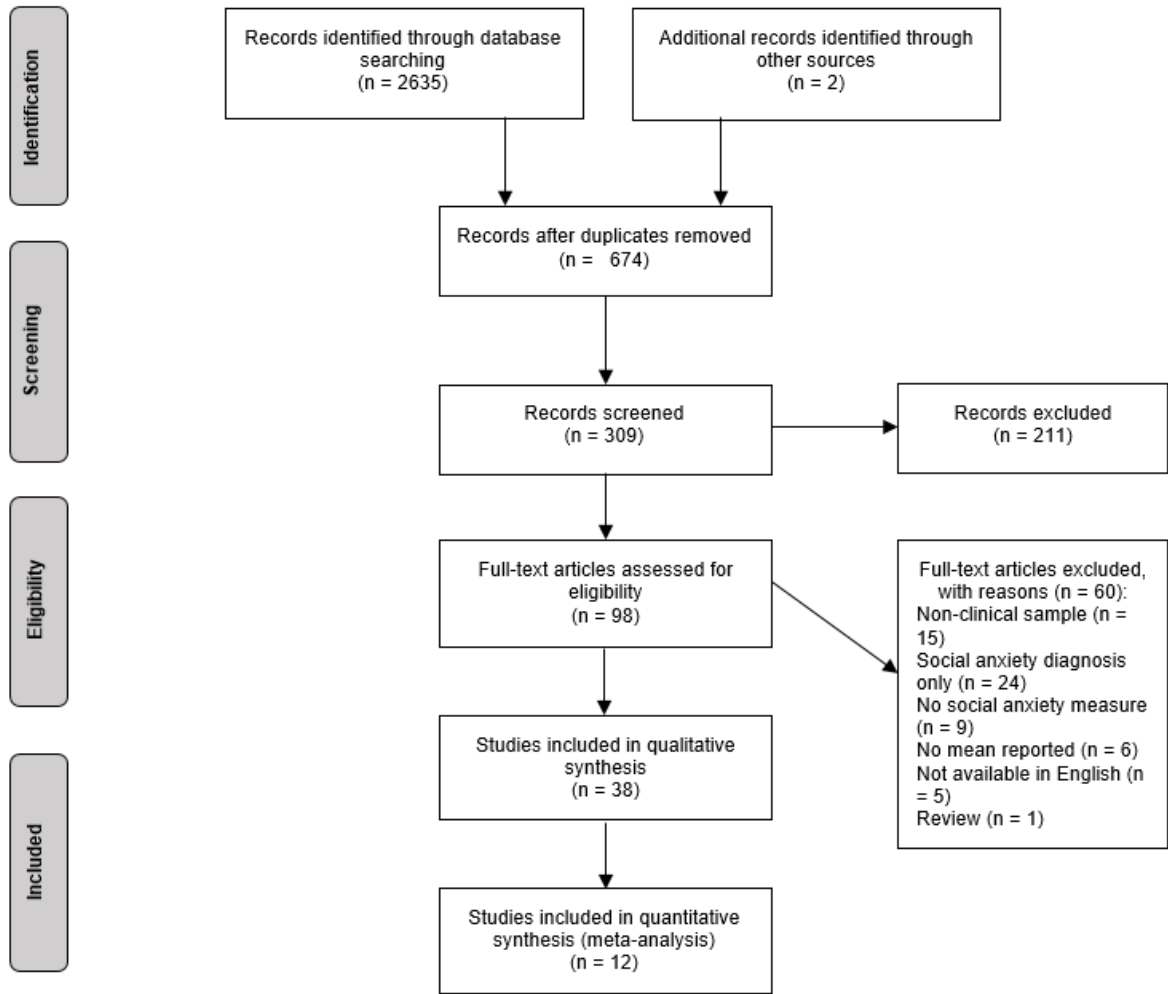 Identification
Records identified through database
searching
(n = 2635)
Additional records identified through
other sources
(n = 2)
Screening
Records after duplicates removed
(n = 674)
Records screened
(n = 309)
Records excluded
(n = 211)
Eligibility
Full-text articles assessed for
eligibility
(n = 98)
Full-text articles excluded,
with reasons (n = 60):
Non-clinical sample (n =
15)
Social anxiety diagnosis
only (n = 24)
No social anxiety measure
(n = 9)
No mean reported (n = 6)
Not available in English (n
= 5)
Review (n = 1)
Studies included in qualitative
synthesis
(n = 38)
Included
Studies included in quantitative
synthesis (meta-analysis)
(n = 12)